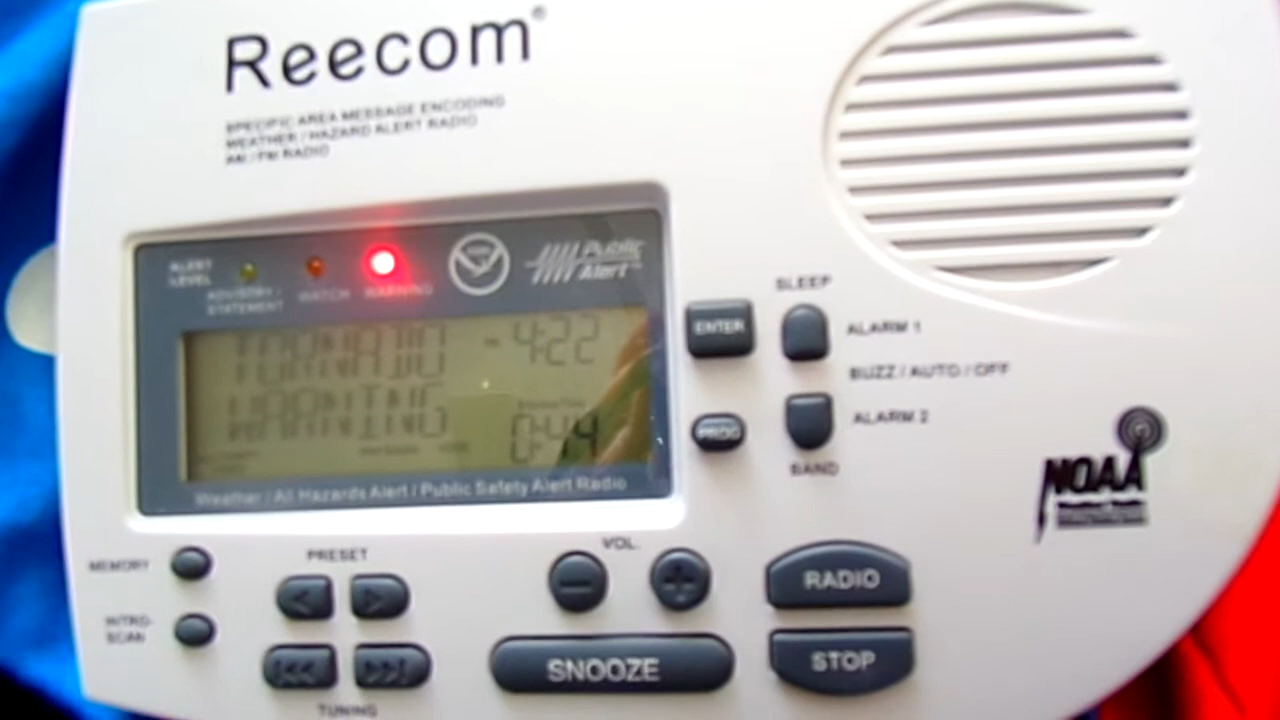 Reecom®
SPECIFIC AREA MESSAGE ENCODING
WEATHER / HAZARD ALERT RADIO
AM / FM RADIO
ALERT
LEVEL
ADVISORY /
STATEMENT
WATCH
WARNING
Public
Alert™
TORNADO
4:22
WARNING
0:44
Weather / All Hazards Alert / Public Safety Alert Radio
ENTER
PROG
SLEEP
ALARM 1
BUZZ / AUTO / OFF
ALARM 2
BAND
NOAA
MEMORY
PRESET
VOL.
RADIO
INTRO-
SCAN
SNOOZE
STOP
TUNING